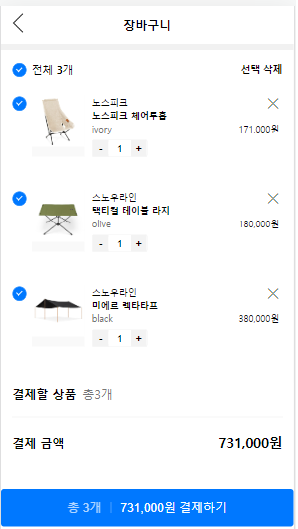 장바구니
전체 3개 선택 삭제
노스피크
노스피크 체어투홈
ivory 171,000원
- 1 +
스노우라인
택티컬 테이블 라지
olive 180,000원
- 1 +
스노우라인
미에르 렉타타프
black 380,000원
- 1 +
결제할 상품 총3개
결제 금액 731,000원
총 3개 | 731,000원 결제하기